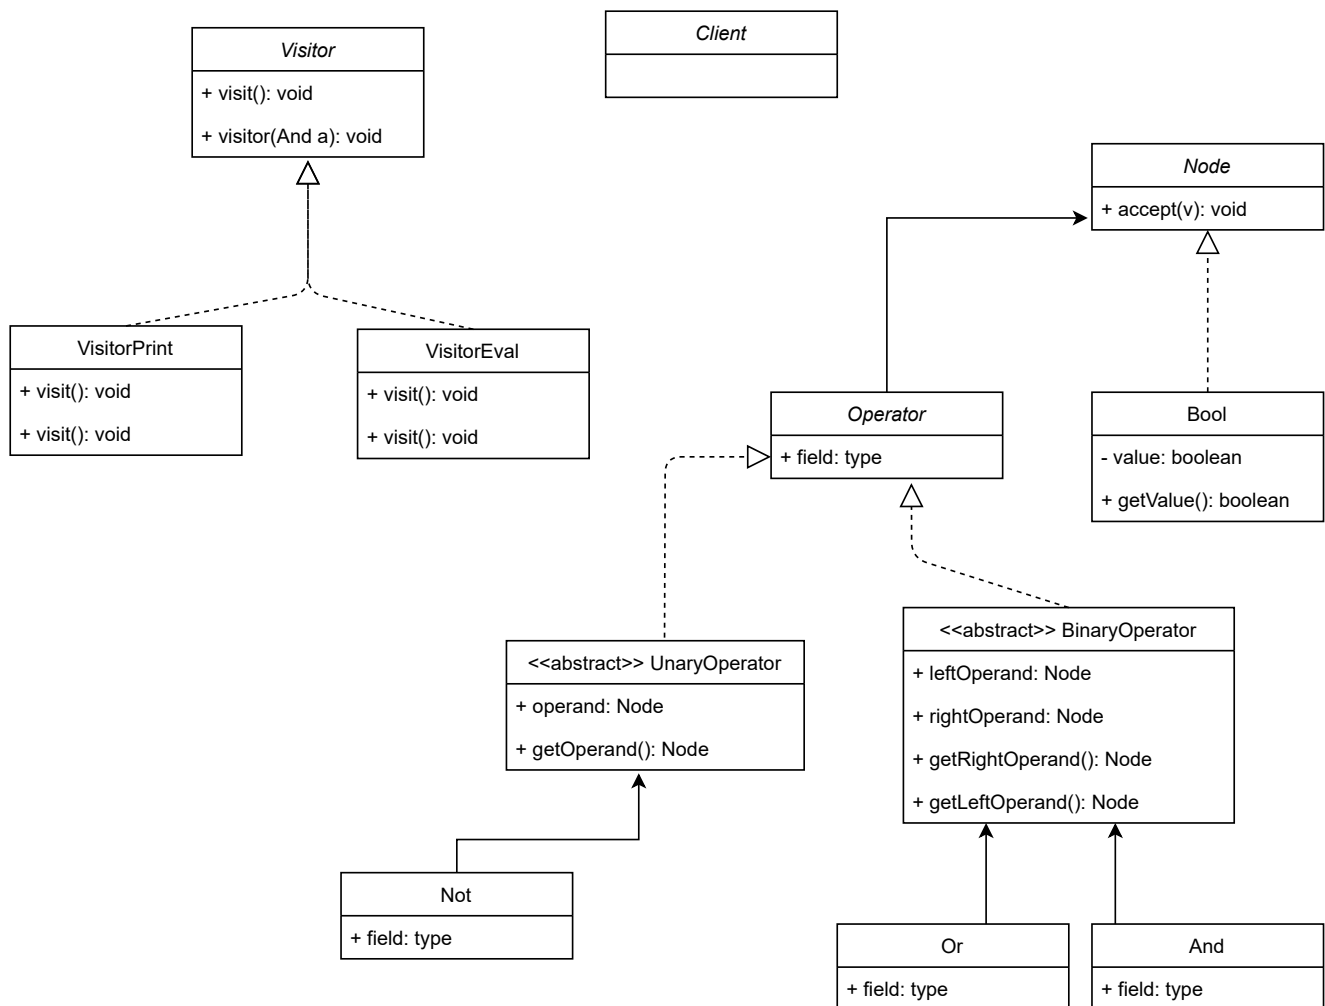 Visitor
+ visit(): void
+ visitor(And a): void
Client
Node
+ accept(v): void
VisitorPrint
+ visit(): void
+ visit(): void
VisitorEval
+ visit(): void
+ visit(): void
Operator
+ field: type
Bool
- value: boolean
+ getValue(): boolean
<<abstract>> UnaryOperator
+ operand: Node
+ getOperand(): Node
<<abstract>> BinaryOperator
+ leftOperand: Node
+ rightOperand: Node
+ getRightOperand(): Node
+ getLeftOperand(): Node
Not
+ field: type
Or
+ field: type
And
+ field: type